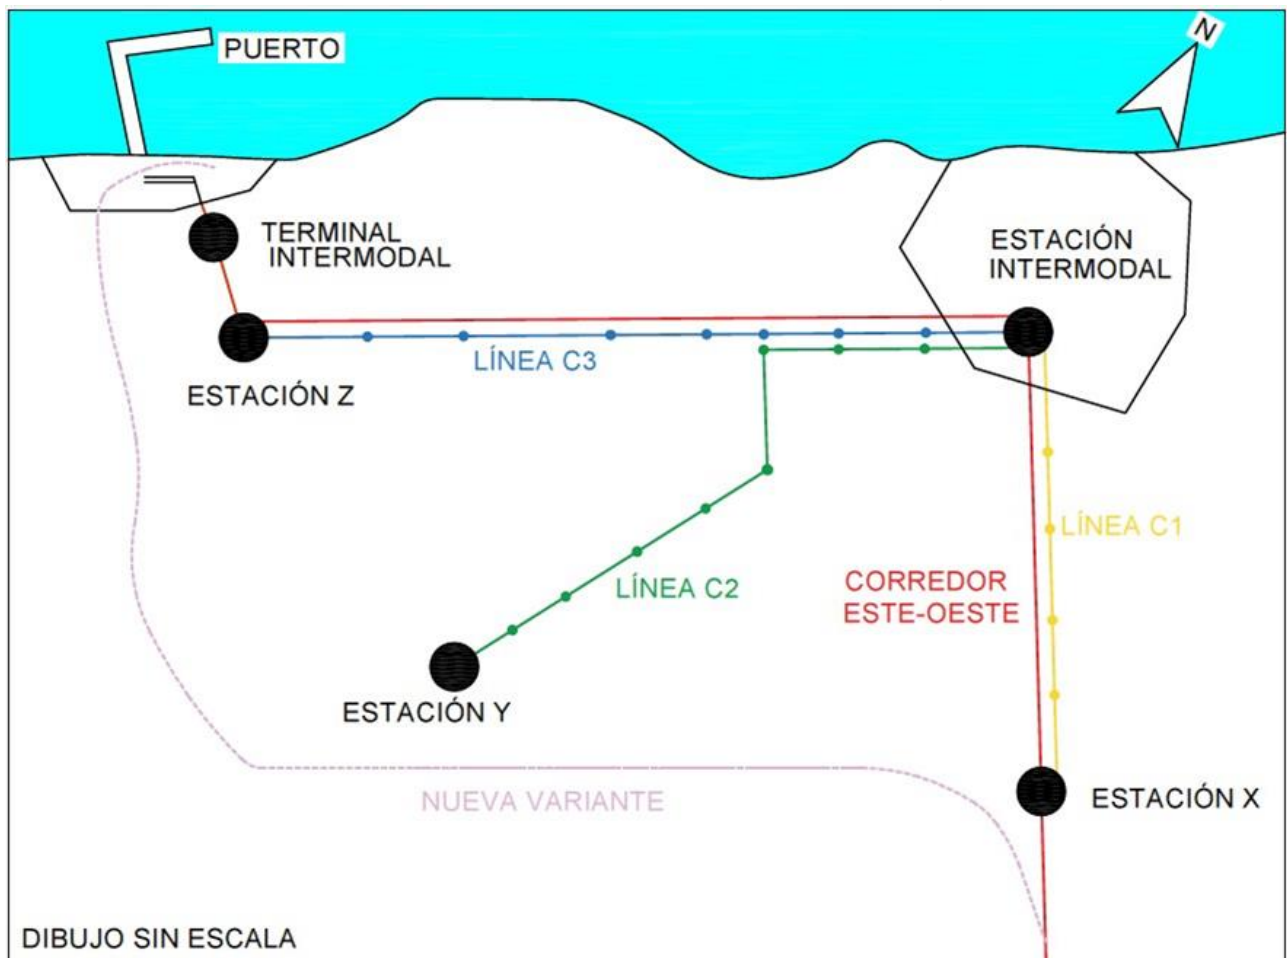 N
PUERTO
TERMINAL
INTERMODAL
ESTACIÓN
INTERMODAL
LÍNEA C3
ESTACIÓN Z
LÍNEA C1
LÍNEA C2
CORREDOR
ESTE-OESTE
ESTACIÓN Y
NUEVA VARIANTE
ESTACIÓN X
DIBUJO SIN ESCALA